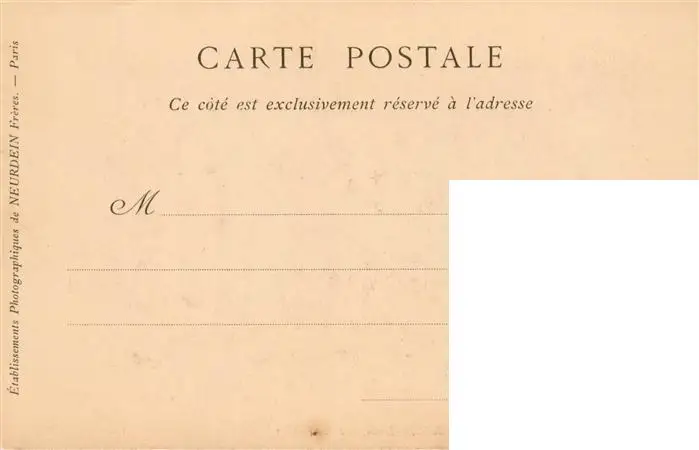 CARTE POSTALE
Ce côté est exclusivement réservé à l'adresse
M
Établissements Photographiques de NEURDEIN Frères. — Paris